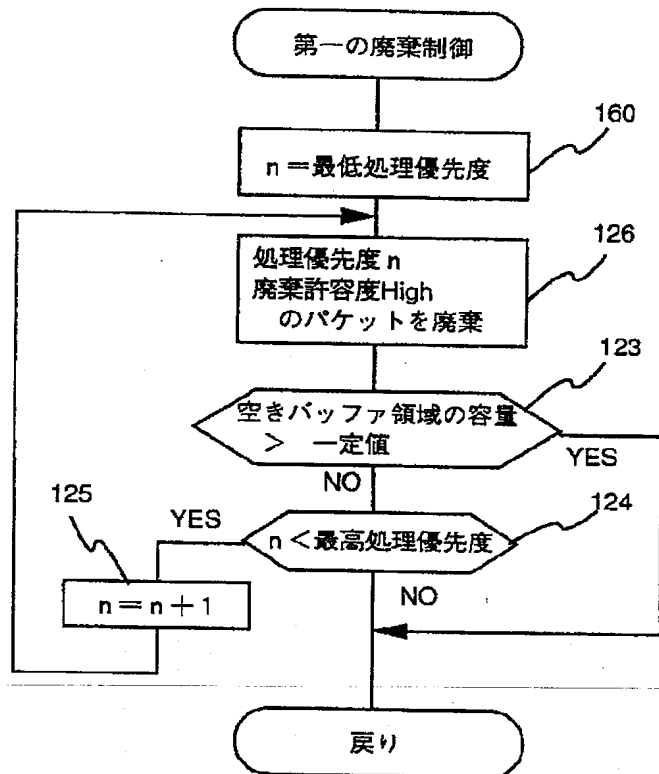 第一の廃棄制御
160
n＝最低処理優先度
126
処理優先度 n
廃棄許容度High
のパケットを廃棄
123
空きバッファ領域の容量
＞ 一定値
YES
NO
125
YES
124
n＜最高処理優先度
NO
n＝n＋1
戻り